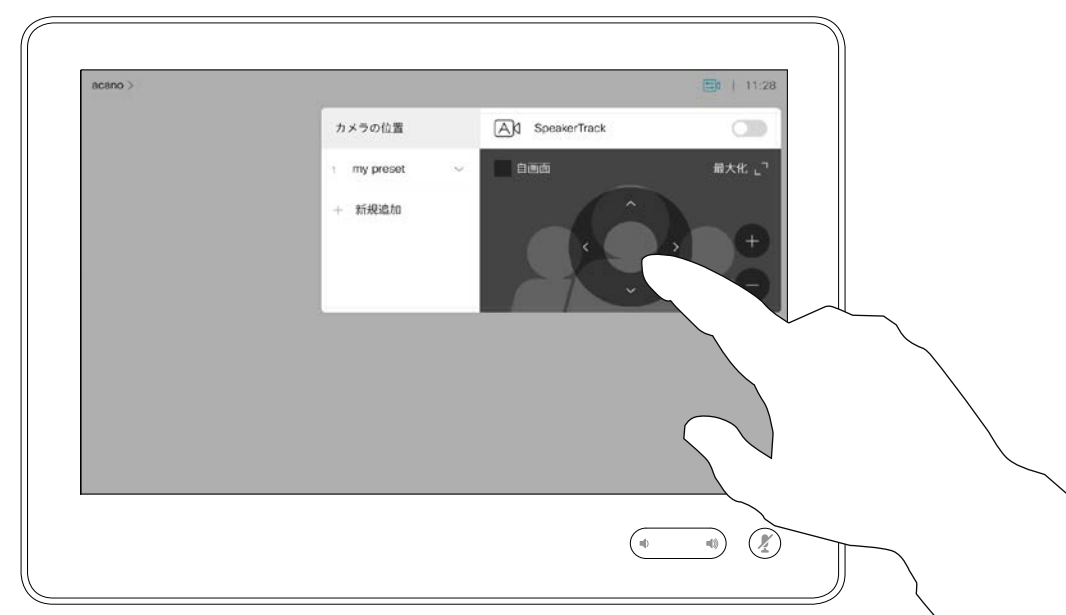 acano >
11:28
カメラの位置
SpeakerTrack
1 my preset
自画面
最大化
+ 新規追加